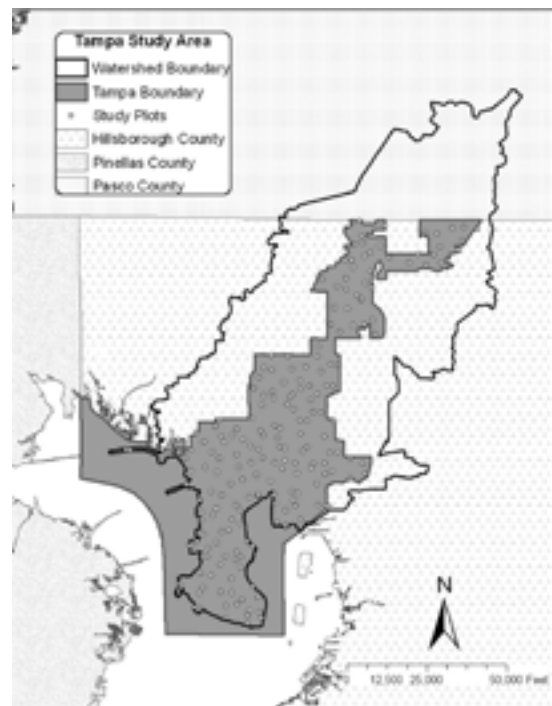 Tampa Study Area
Watershed Boundary
Tampa Boundary
Study Plots
Hillsborough County
Pinellas County
Pasco County
N
0 12,500 25,000 50,000 Feet